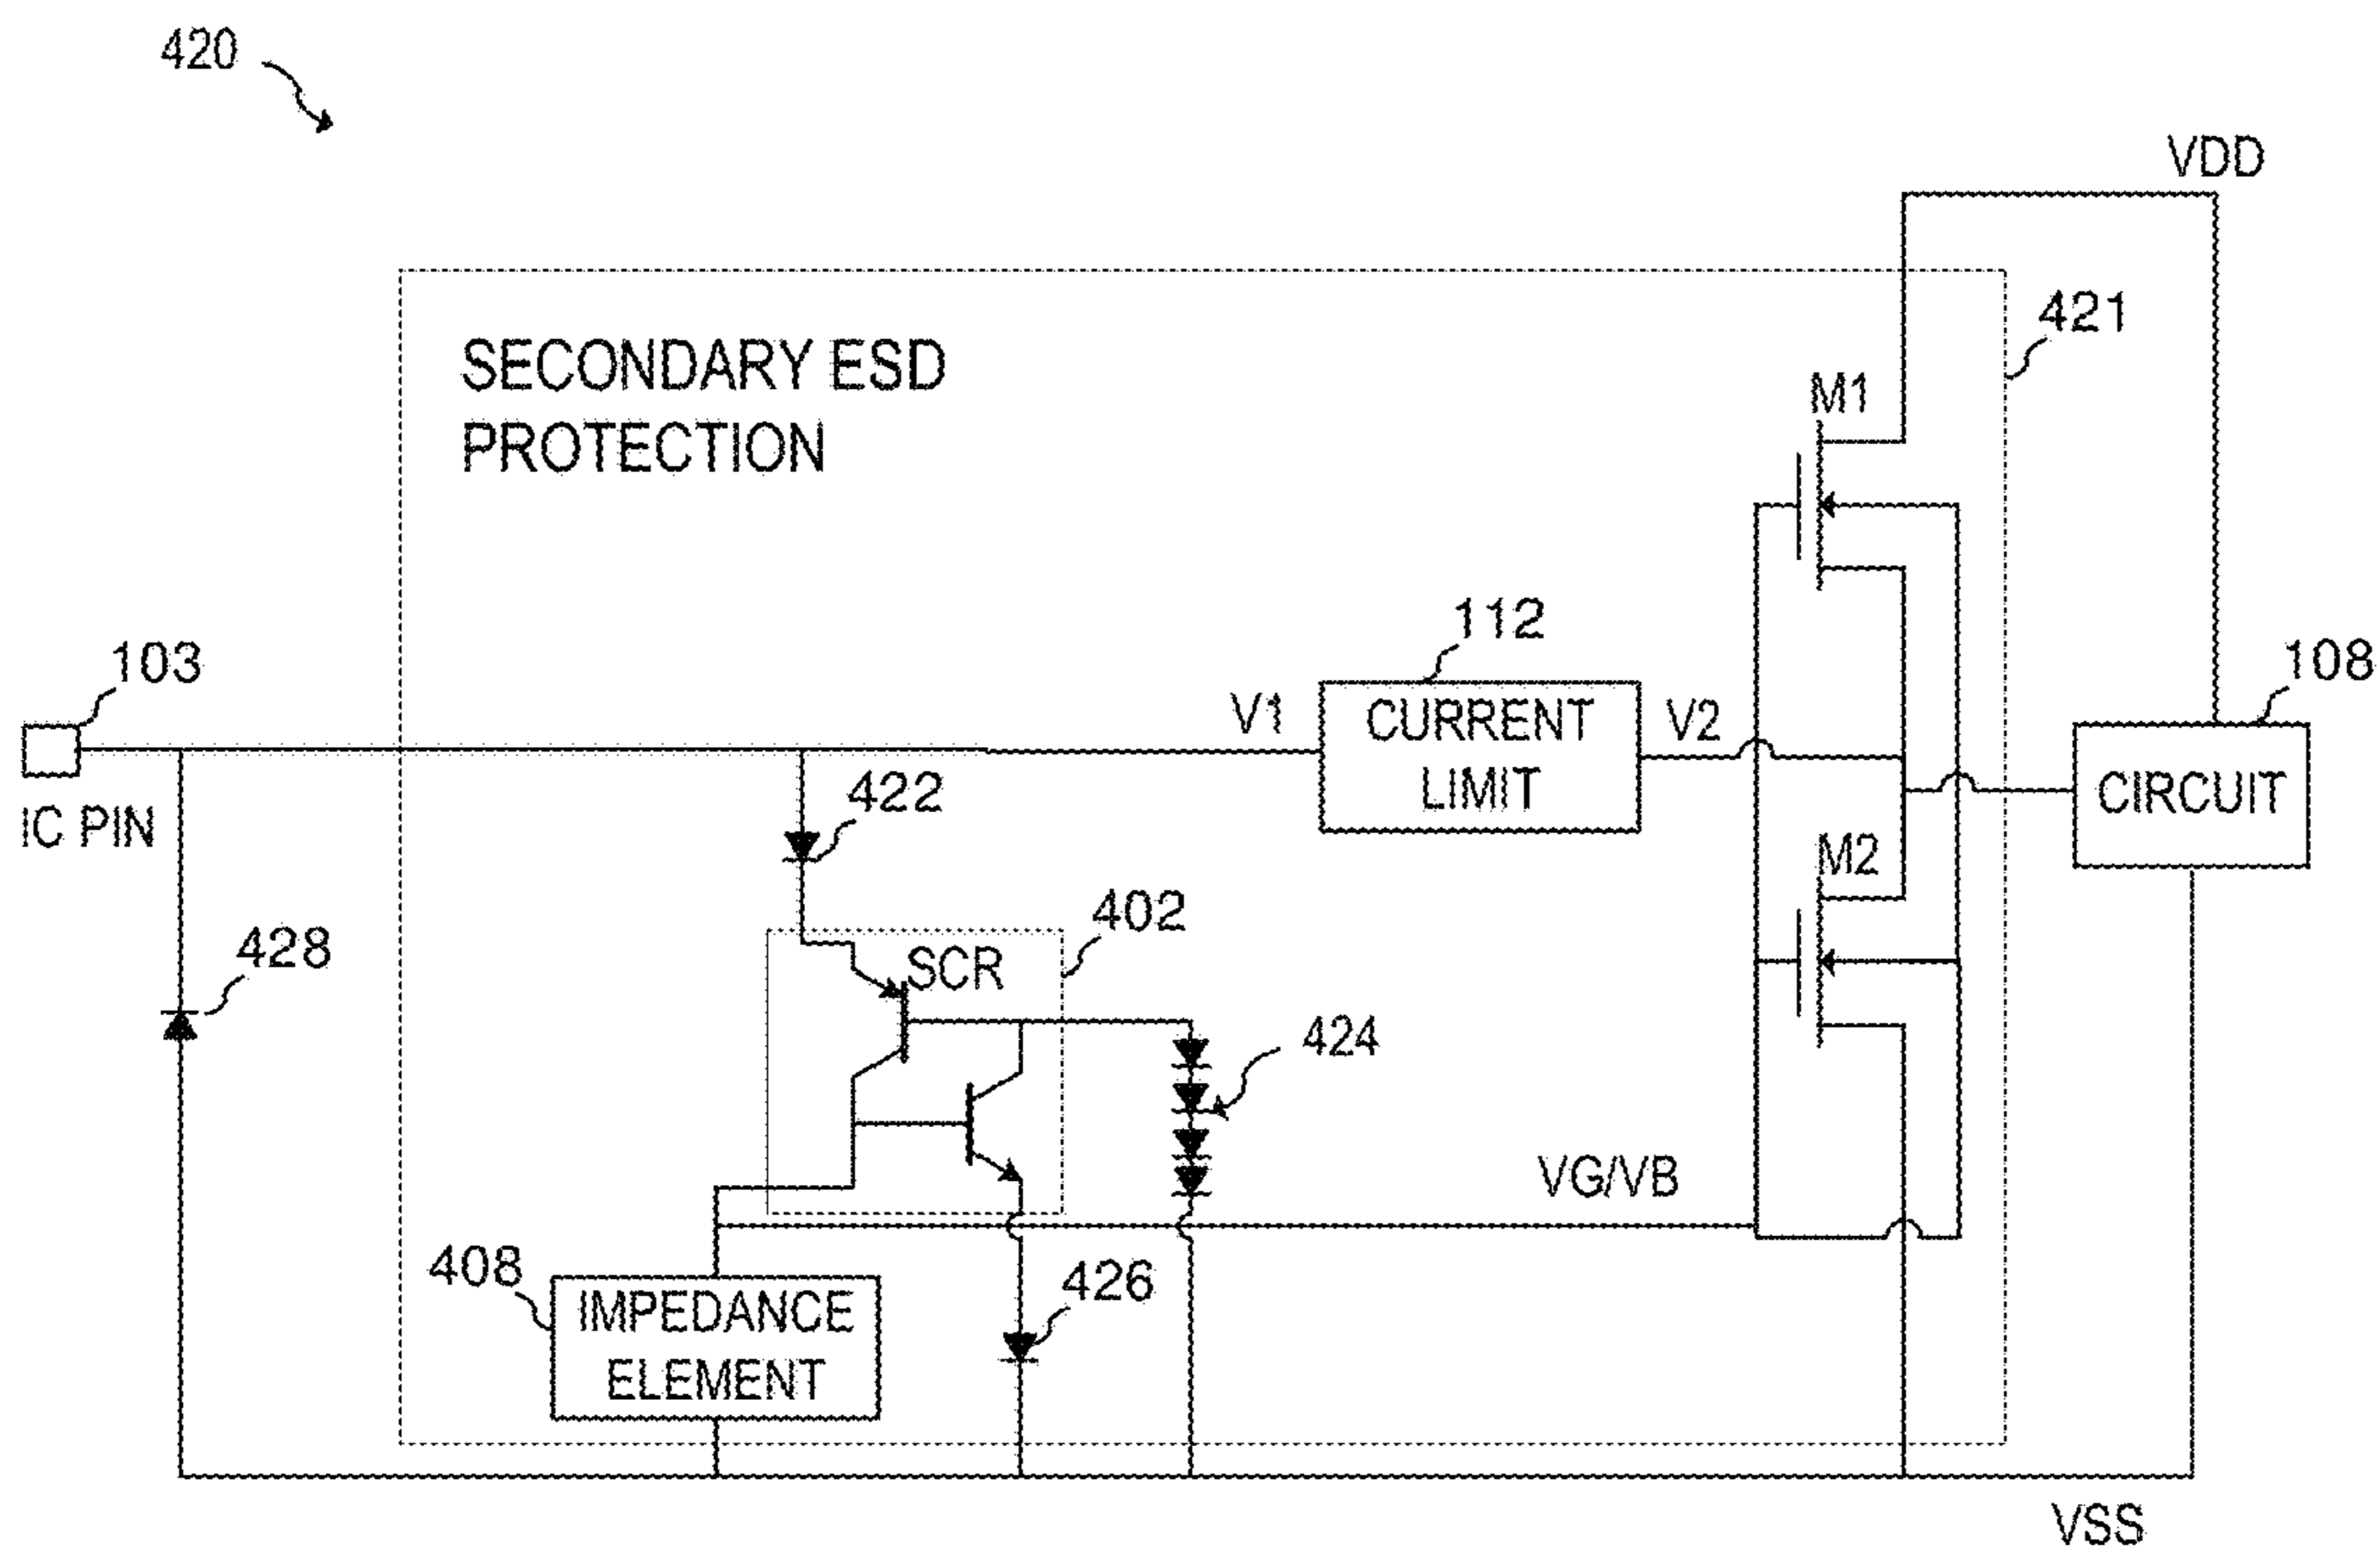 420
VDD
421
SECONDARY ESD
PROTECTION
M1
112
103
108
V1
CURRENT
LIMIT
V2
IC PIN
422
CIRCUIT
M2
402
428
SCR
424
VG/VB
408
426
IMPEDANCE
ELEMENT
VSS